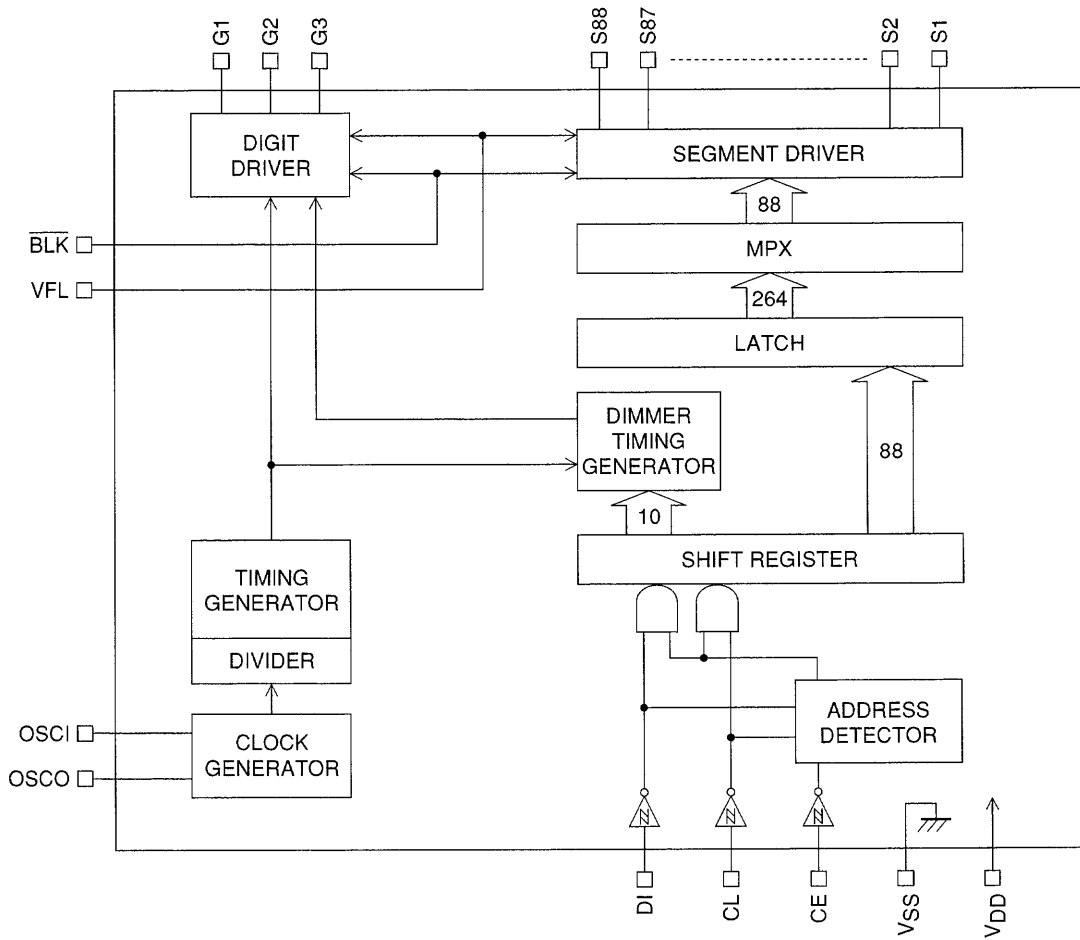 G1
G2
G3
S88
S87
S2
S1
DIGIT
DRIVER
SEGMENT DRIVER
88
BLK
MPX
VFL
264
LATCH
DIMMER
TIMING
GENERATOR
88
10
SHIFT REGISTER
TIMING
GENERATOR
DIVIDER
ADDRESS
DETECTOR
OSCI
CLOCK
GENERATOR
OSCO
DI
CL
CE
VSS
VDD